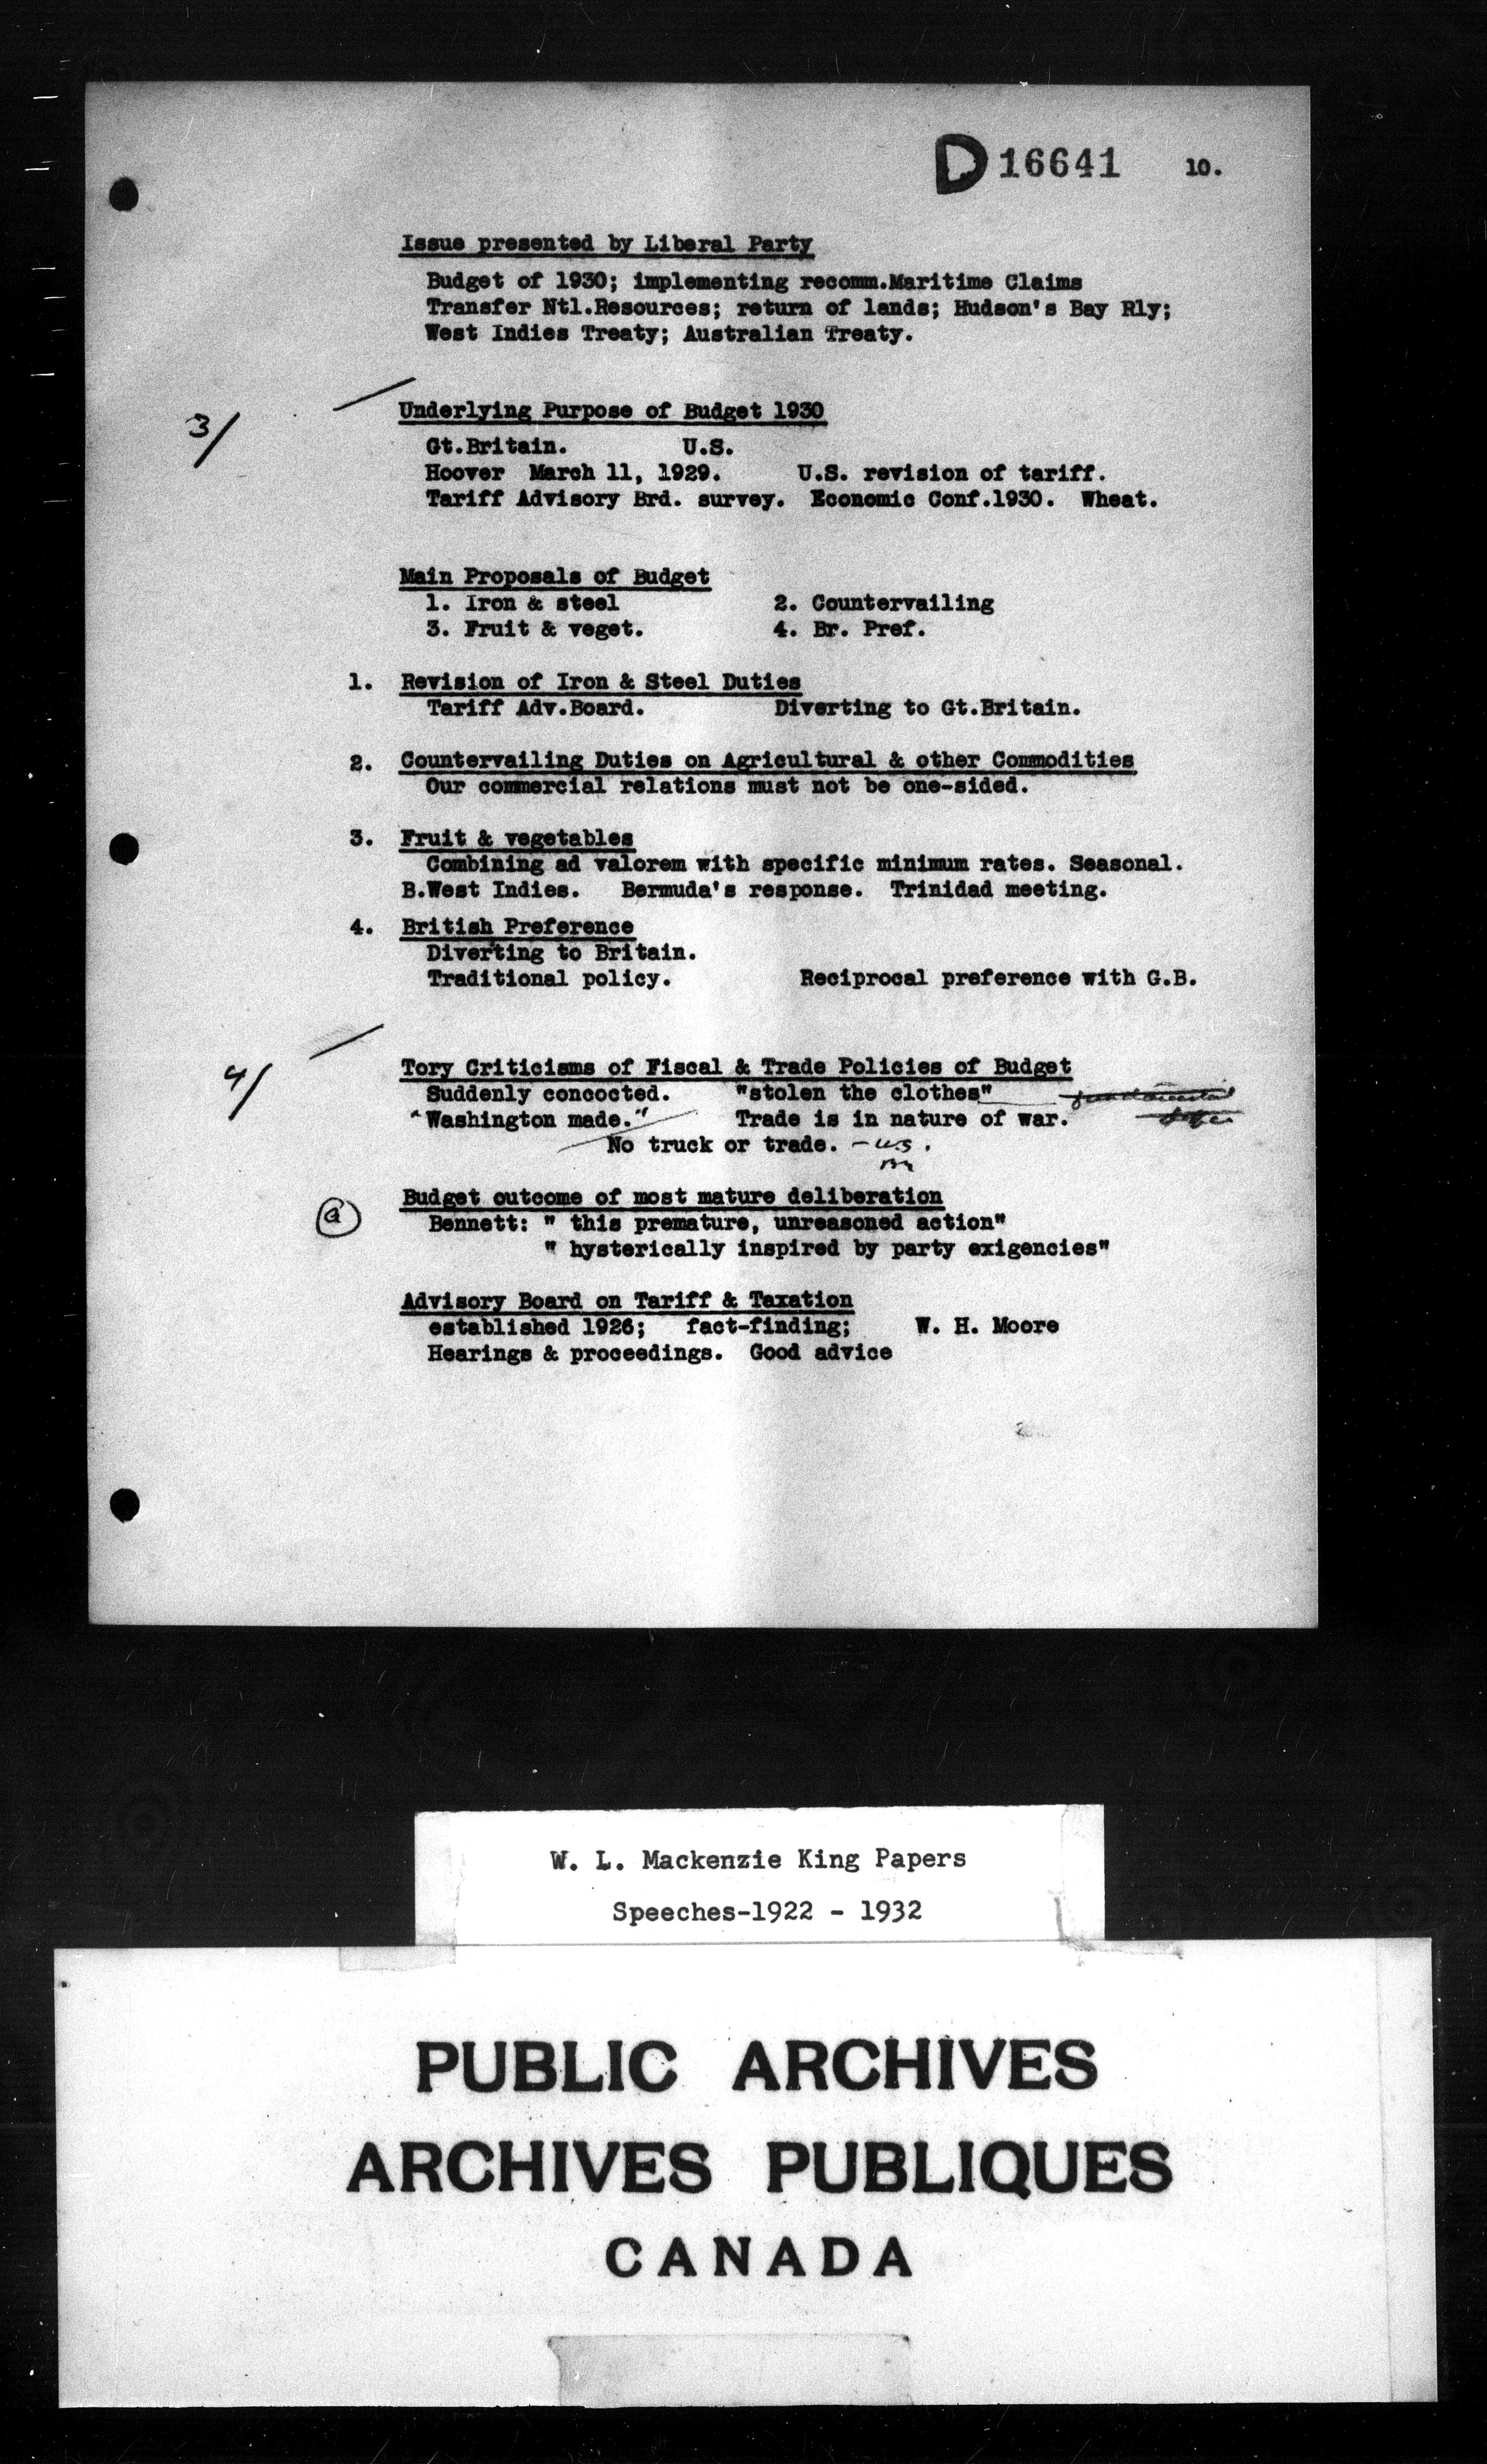 D 16641 10.
Issue presented by Liberal Party
Budget of 1930; implementing recomm.Maritime Claims
Transfer Ntl.Resources; return of lands; Hudson's Bay Rly;
West Indies Treaty; Australian Treaty.
3/
Underlying Purpose of Budget 1930
Gt.Britain. U.S.
Hoover March 11, 1929. U.S. revision of tariff.
Tariff Advisory Brd. survey. Economic Conf.1930. Wheat.
Main Proposals of Budget
1. Iron & steel 2. Countervailing
3. Fruit & veget. 4. Br. Pref.
1. Revision of Iron & Steel Duties
Tariff Adv.Board. Diverting to Gt.Britain.
2. Countervailing Duties on Agricultural & other Commodities
Our commercial relations must not be one-sided.
3. Fruit & vegetables
Combining ad valorem with specific minimum rates. Seasonal.
B.West Indies. Bermuda's response. Trinidad meeting.
4. British Preference
Diverting to Britain.
Traditional policy. Reciprocal preference with G.B.
4/ Tory Criticisms of Fiscal & Trade Policies of Budget
Suddenly concocted. "stolen the clothes"
"Washington made." Trade is in nature of war.
No truck or trade. - U.S.
a Budget outcome of most mature deliberation
Bennett: " this premature, unreasoned action"
" hysterically inspired by party exigencies"
Advisory Board on Tariff & Taxation
established 1926; fact-finding; W. H. Moore
Hearings & proceedings. Good advice
W. L. Mackenzie King Papers
Speeches-1922 - 1932
PUBLIC ARCHIVES
ARCHIVES PUBLIQUES
CANADA